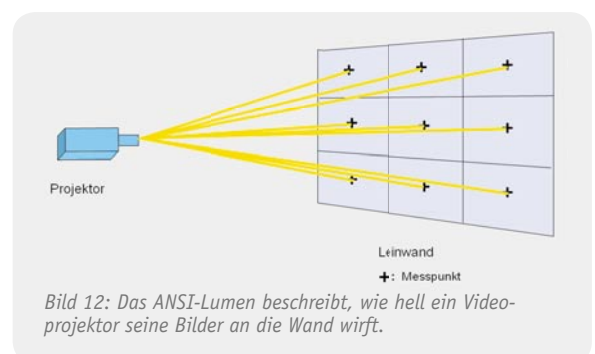 Projektor
Leinwand
+: Messpunkt
Bild 12: Das ANSI-Lumen beschreibt, wie hell ein Video-
projektor seine Bilder an die Wand wirft.